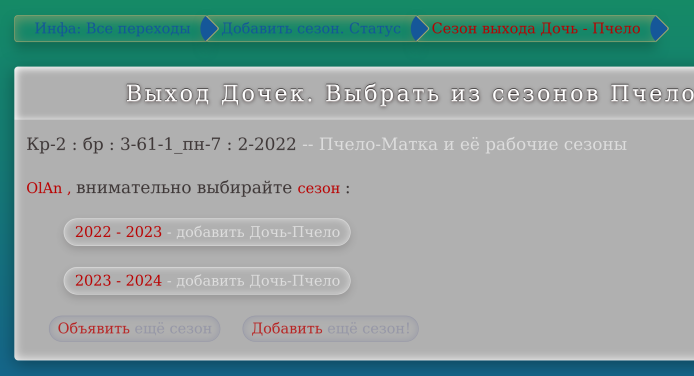 Инфа: Все переходы Добавить сезон. Статус Сезон выхода Дочь - Пчело
Выход Дочек. Выбрать из сезонов Пчело
Кр-2 : бр : 3-61-1_пн-7 : 2-2022 -- Пчело-Матка и её рабочие сезоны
OlAn , внимательно выбирайте сезон :
2022 - 2023 - добавить Дочь-Пчело
2023 - 2024 - добавить Дочь-Пчело
Объявить ещё сезон Добавить ещё сезон!